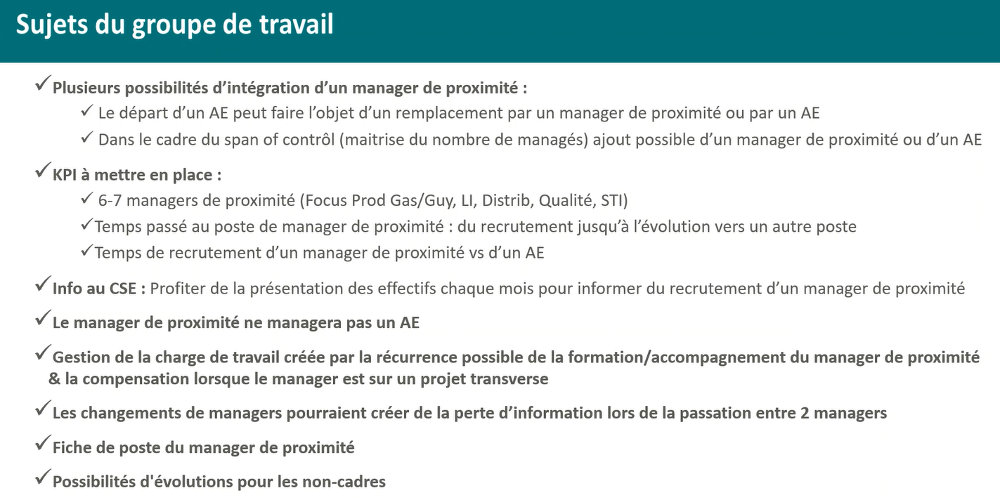 Sujets du groupe de travail
✓Plusieurs possibilités d’intégration d’un manager de proximité :
✓ Le départ d’un AE peut faire l’objet d’un remplacement par un manager de proximité ou par un AE
✓ Dans le cadre du span of contrôl (maitrise du nombre de managés) ajout possible d’un manager de proximité ou d’un AE
✓KPI à mettre en place :
✓ 6-7 managers de proximité (Focus Prod Gas/Guy, LI, Distrib, Qualité, STI)
✓Temps passé au poste de manager de proximité : du recrutement jusqu’à l’évolution vers un autre poste
✓Temps de recrutement d’un manager de proximité vs d’un AE
✓Info au CSE : Profiter de la présentation des effectifs chaque mois pour informer du recrutement d’un manager de proximité
✓Le manager de proximité ne managera pas un AE
✓Gestion de la charge de travail créée par la récurrence possible de la formation/accompagnement du manager de proximité
& la compensation lorsque le manager est sur un projet transverse
✓Les changements de managers pourraient créer de la perte d’information lors de la passation entre 2 managers
✓Fiche de poste du manager de proximité
✓Possibilités d'évolutions pour les non-cadres